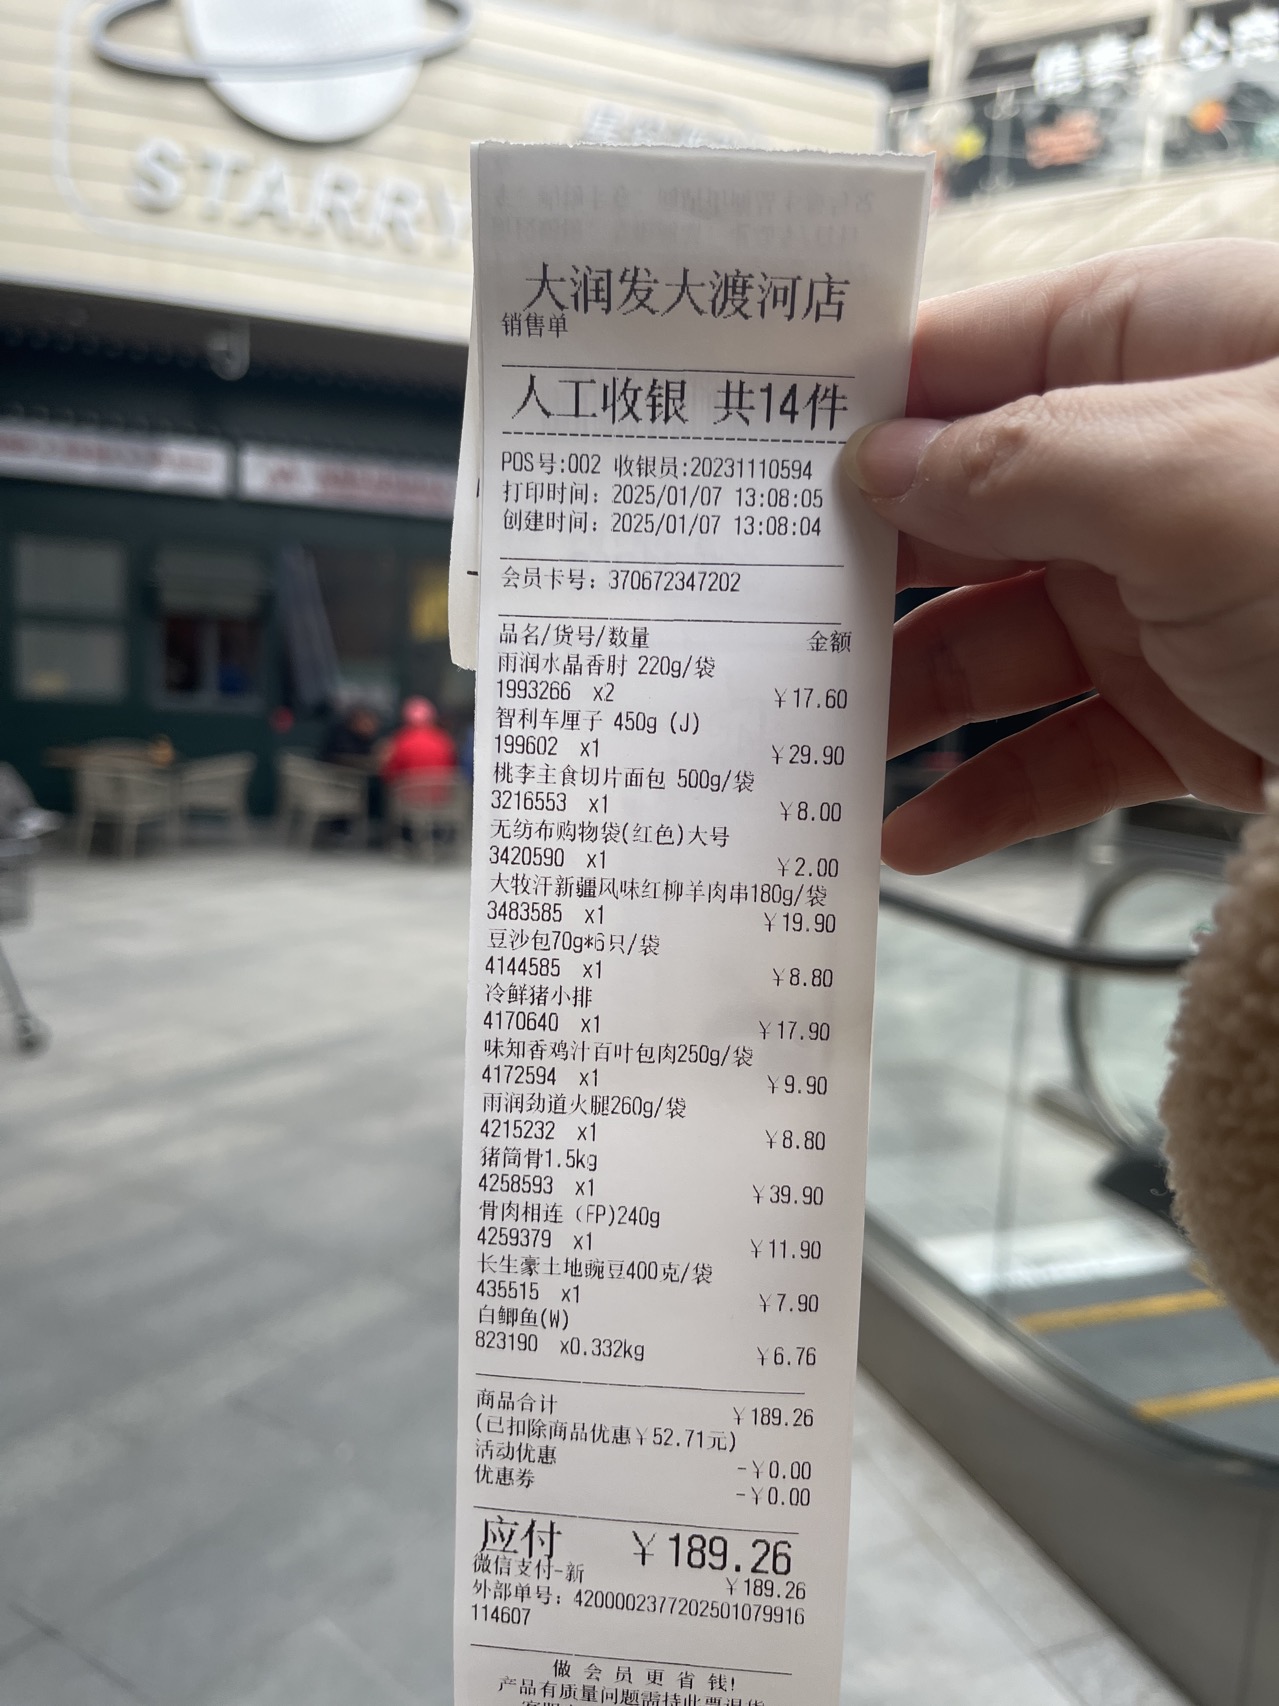 STARRY
大润发大渡河店
销售单
人工收银 共14件
POS号:002 收银员:20231110594
打印时间: 2025/01/07 13:08:05
创建时间: 2025/01/07 13:08:04
会员卡号: 370672347202
品名/货号/数量 金额
雨润水晶香肘 220g/袋
1993266 x2 ￥17.60
智利车厘子 450g (J)
199602 x1 ￥29.90
桃李主食切片面包 500g/袋
3216553 x1 ￥8.00
无纺布购物袋(红色)大号
3420590 x1 ￥2.00
大牧汗新疆风味红柳羊肉串180g/袋
3483585 x1 ￥19.90
豆沙包70g*6只/袋
4144585 x1 ￥8.80
冷鲜猪小排
4170640 x1 ￥17.90
味知香鸡汁百叶包肉250g/袋
4172594 x1 ￥9.90
雨润劲道火腿260g/袋
4215232 x1 ￥8.80
猪筒骨1.5kg
4258593 x1 ￥39.90
骨肉相连（FP)240g
4259379 x1 ￥11.90
长生豪土地豌豆400克/袋
435515 x1 ￥7.90
白鲫鱼(W)
823190 x0.332kg ￥6.76
商品合计 ￥189.26
(已扣除商品优惠￥52.71元)
活动优惠 -￥0.00
优惠券 -￥0.00
应付 ￥189.26
微信支付-新 ￥189.26
外部单号: 4200002377202501079916
114607
做 会 员 更 省 钱!
产品有质量问题需持此票退货